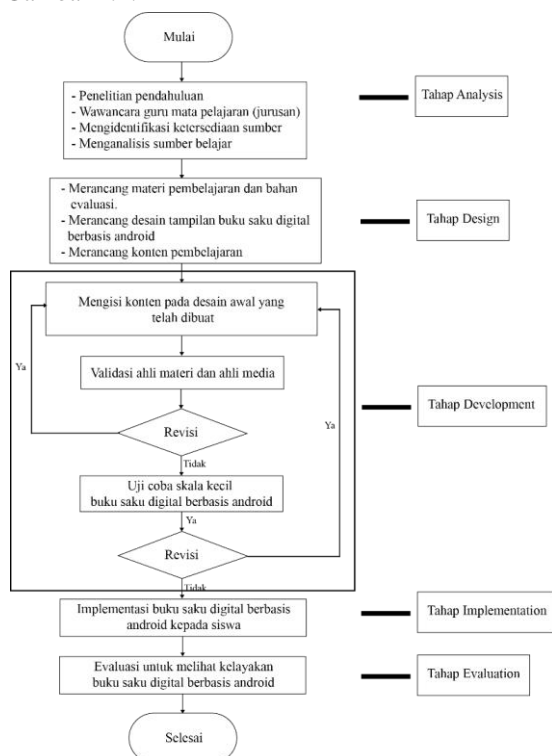 Mulai
- Penelitian pendahuluan
- Wawancara guru mata pelajaran (jurusan)
- Mengidentifikasi ketersediaan sumber
- Menganalisis sumber belajar
Tahap Analysis
- Merancang materi pembelajaran dan bahan
evaluasi.
- Merancang desain tampilan buku saku digital
berbasis android
- Merancang konten pembelajaran
Tahap Design
Mengisi konten pada desain awal yang
telah dibuat
Ya
Validasi ahli materi dan ahli media
Revisi
Tidak
Ya
Tahap Development
Uji coba skala kecil
buku saku digital berbasis android
Ya
Revisi
Tidak
Implementasi buku saku digital berbasis
android kepada siswa
Tahap Implementation
Evaluasi untuk melihat kelayakan
buku saku digital berbasis android
Tahap Evaluation
Selesai